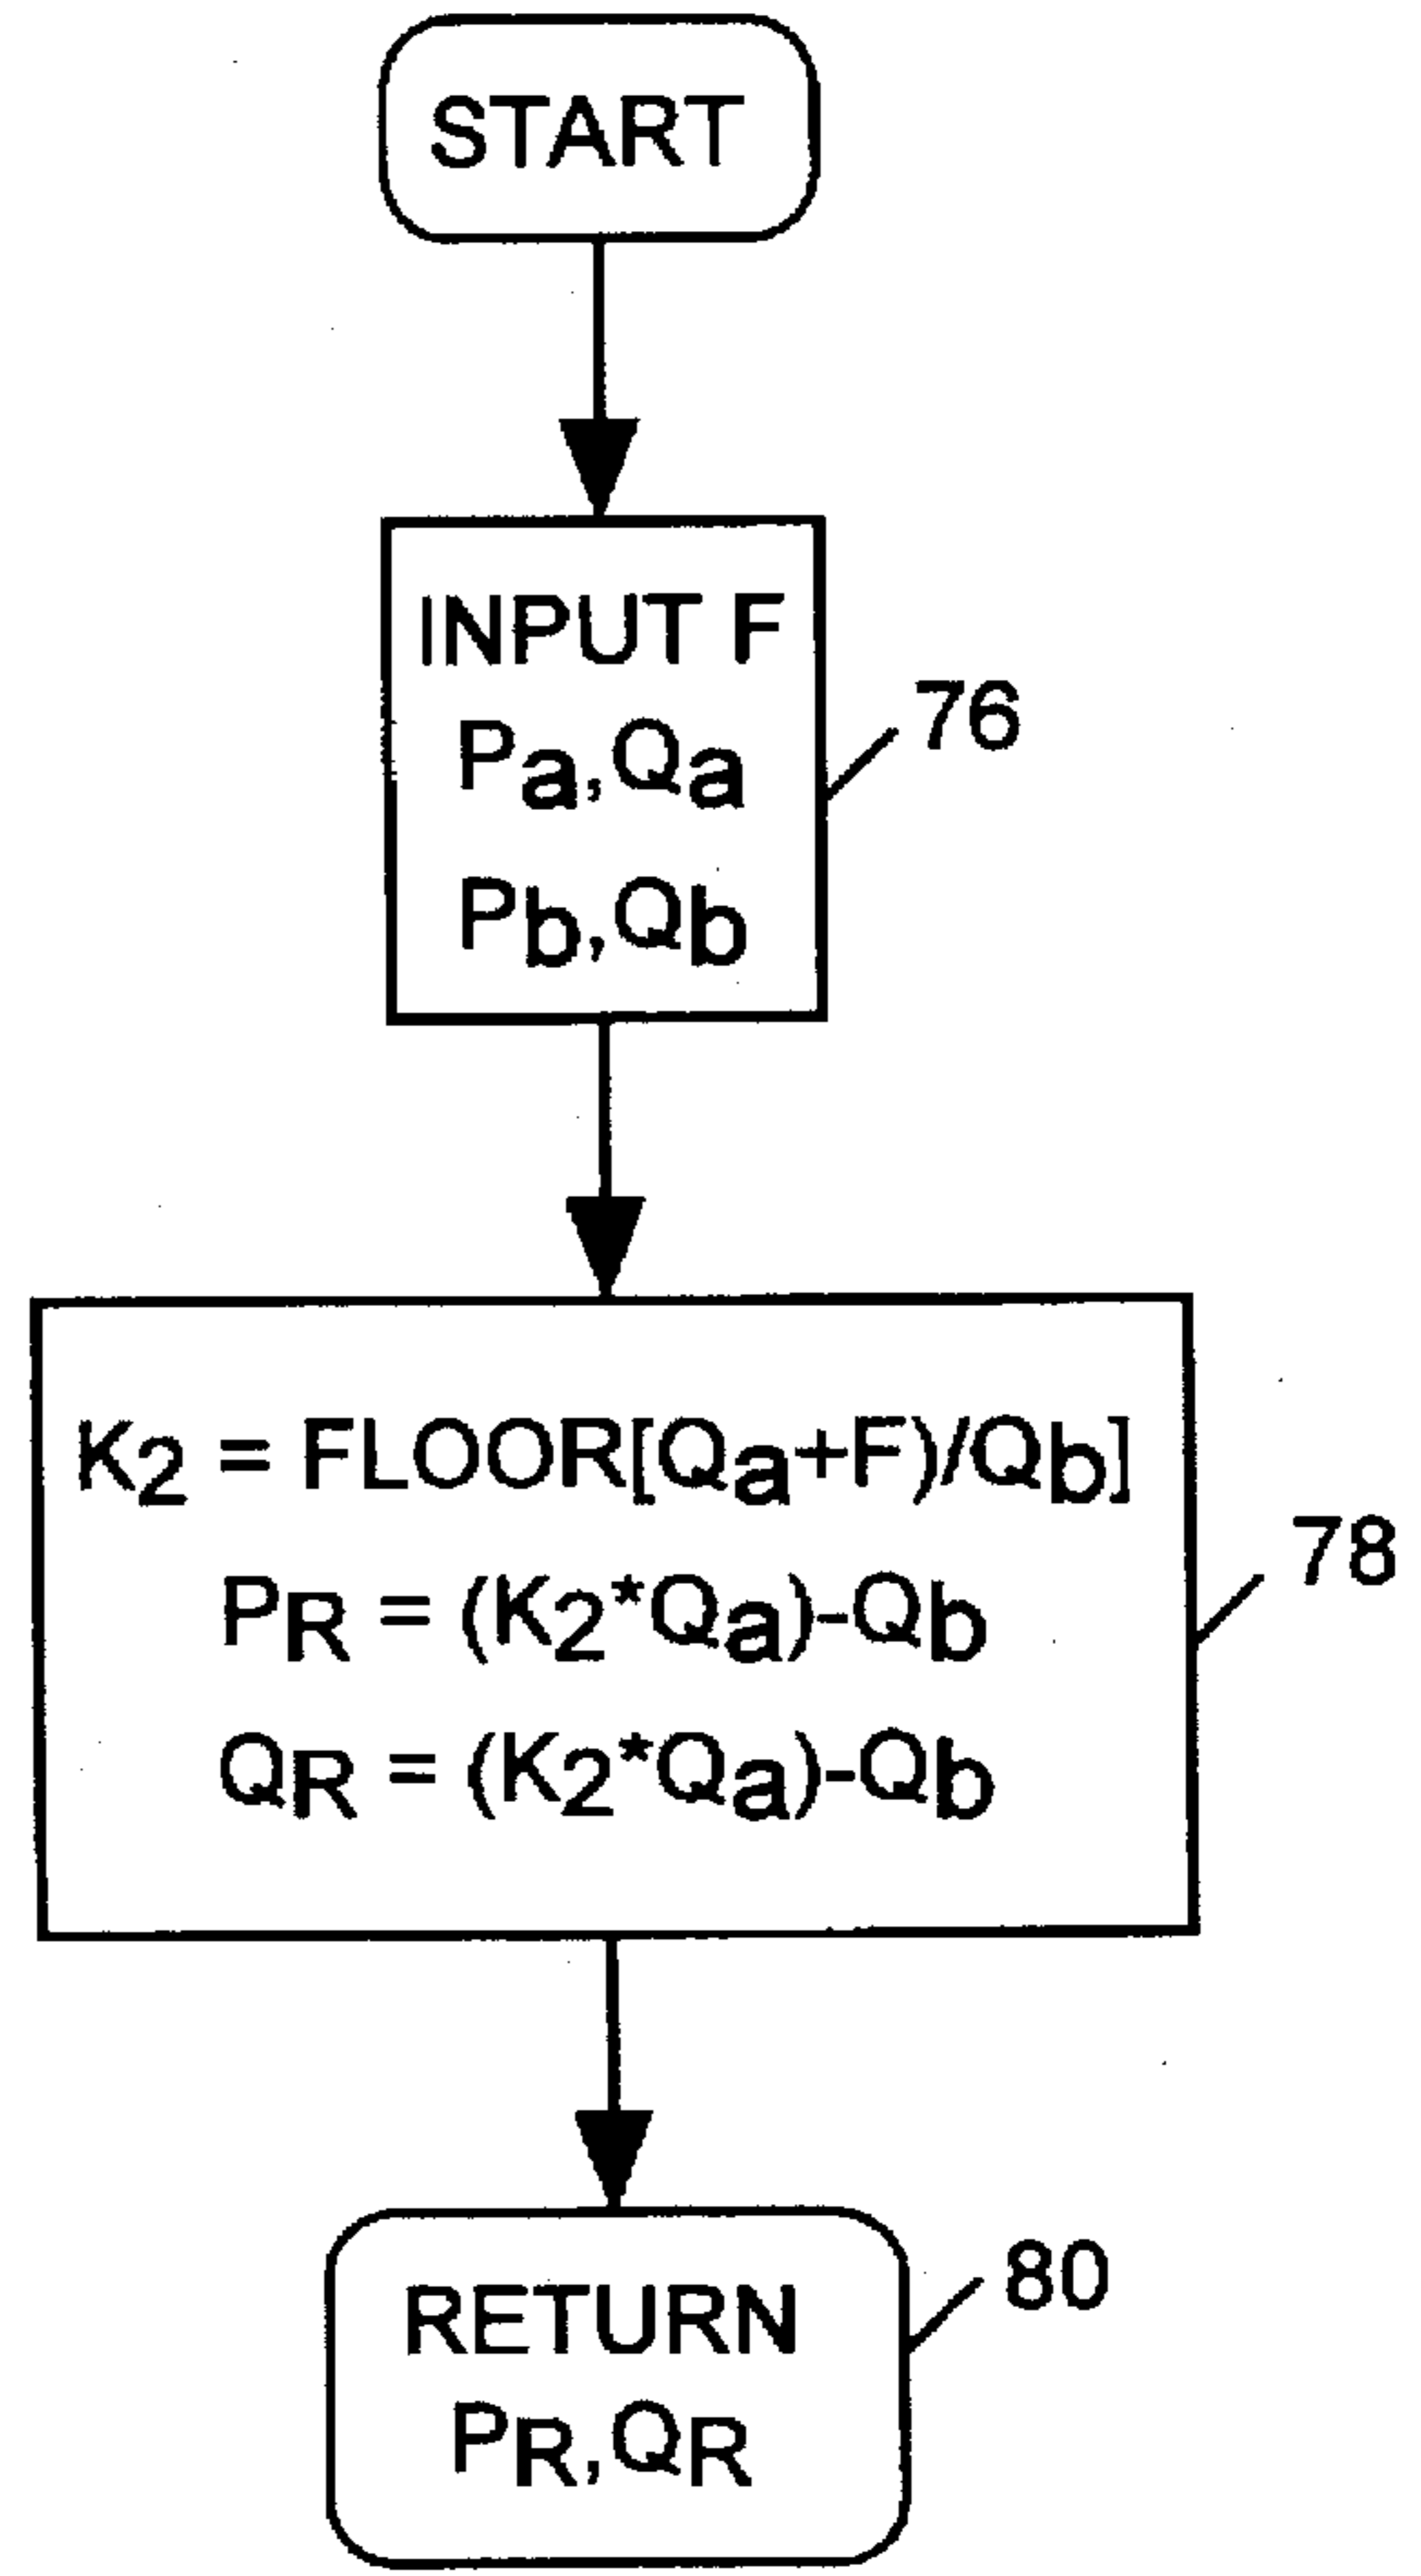 START
INPUT F
Pa,Qa
Pb,Qb
76
K2 = FLOOR[Qa+F)/Qb]
PR = (K2*Qa)-Qb
QR = (K2*Qa)-Qb
78
RETURN
PR,QR
80